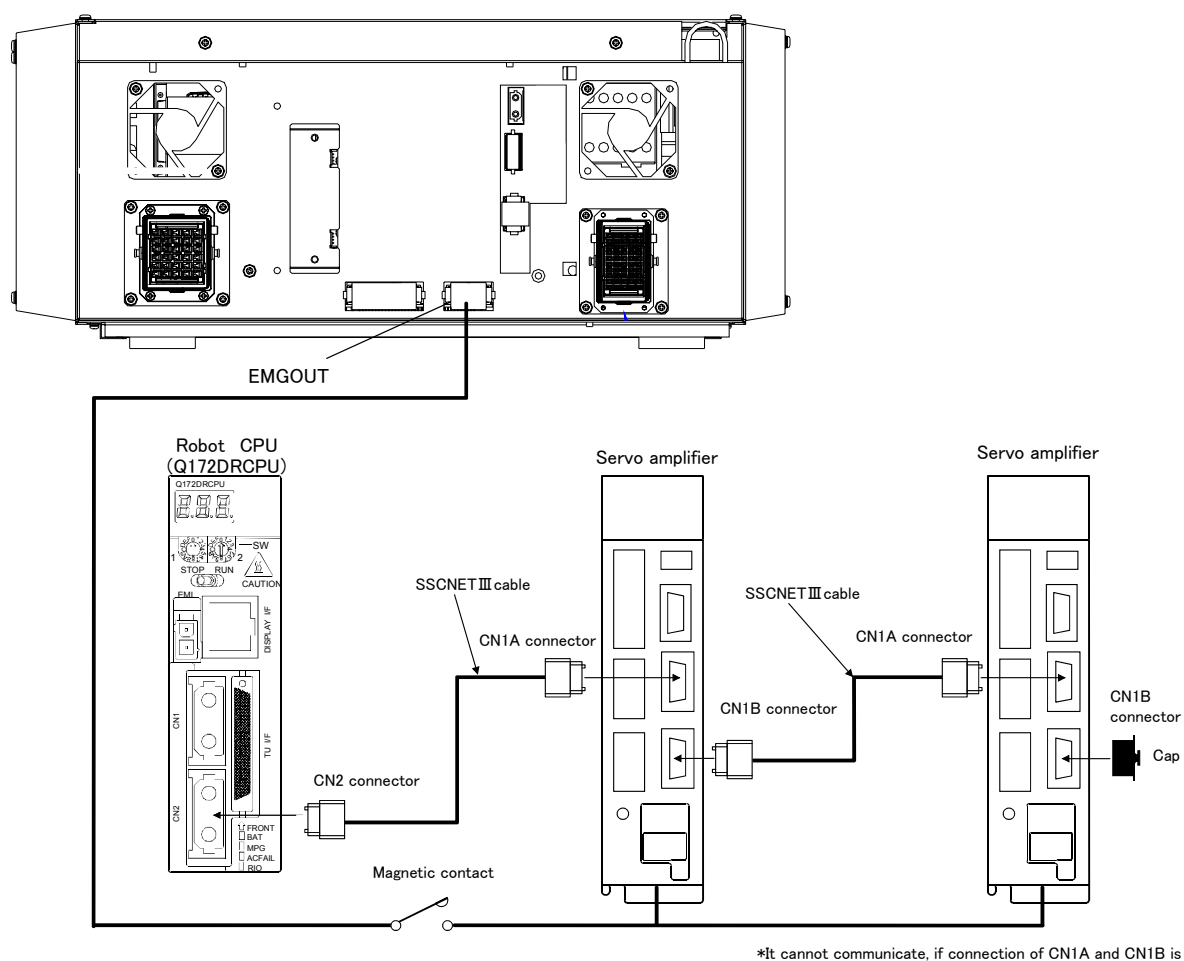 EMGOUT
Robot CPU
(Q172DRCPU)
Q172DRCPU
1
2
SW
STOP RUN
CAUTION
EMI
DISPLAY I/F
CN1
TU I/F
CN2
FRONT
BAT
MPG
ACFAIL
RIO
Servo amplifier
Servo amplifier
SSCNETⅢcable
SSCNETⅢcable
CN1A connector
CN1A connector
CN1B connector
CN1B
connector
Cap
CN2 connector
Magnetic contact
*It cannot communicate, if connection of CN1A and CN1B is